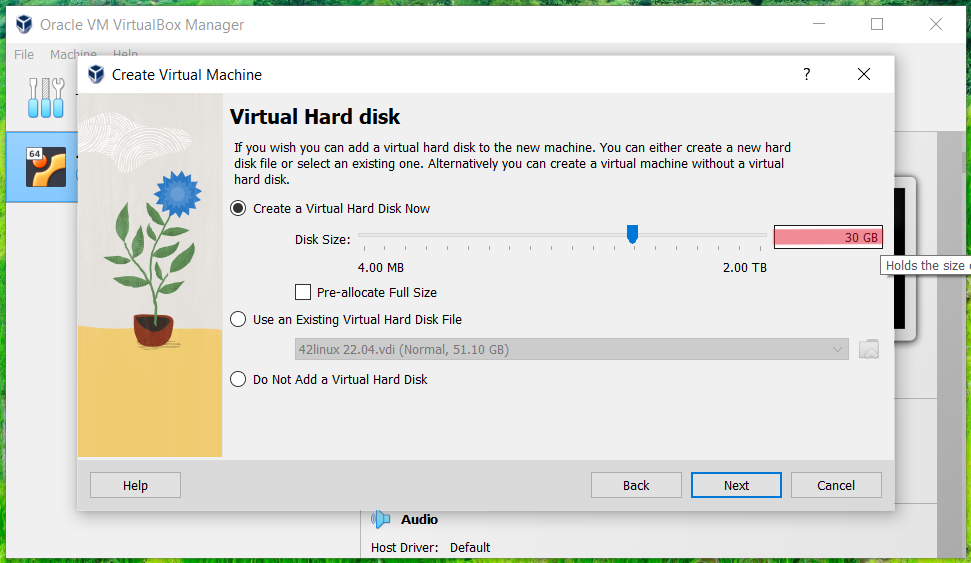 Oracle VM VirtualBox Manager
File Machine Help
Create Virtual Machine
?
64
Virtual Hard disk
If you wish you can add a virtual hard disk to the new machine. You can either create a new hard
disk file or select an existing one. Alternatively you can create a virtual machine without a virtual
hard disk.
Create a Virtual Hard Disk Now
Disk Size:
30 GB
4.00 MB
2.00 TB
Holds the size
Pre-allocate Full Size
Use an Existing Virtual Hard Disk File
42linux 22.04.vdi (Normal, 51.10 GB)
Do Not Add a Virtual Hard Disk
Help
Back
Next
Cancel
Audio
Host Driver: Default